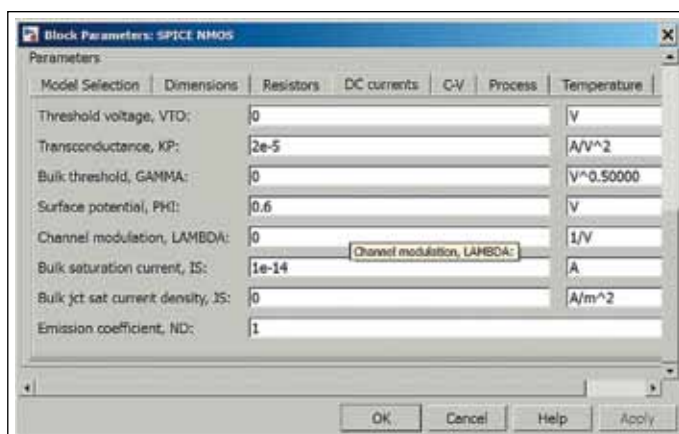 Block Parameters: SPICE NMOS
Parameters
Model Selection Dimensions Resistors DC currents C-V Process Temperature
Threshold voltage, VTO: 0 V
Transconductance, KP: 2e-5 A/V^2
Bulk threshold, GAMMA: 0 V^0.50000
Surface potential, PHI: 0.6 V
Channel modulation, LAMBDA: 0 1/V
Channel modulation, LAMBDA:
Bulk saturation current, IS: 1e-14 A
Bulk jct sat current density, JS: 0 A/m^2
Emission coefficient, ND: 1
OK Cancel Help Apply